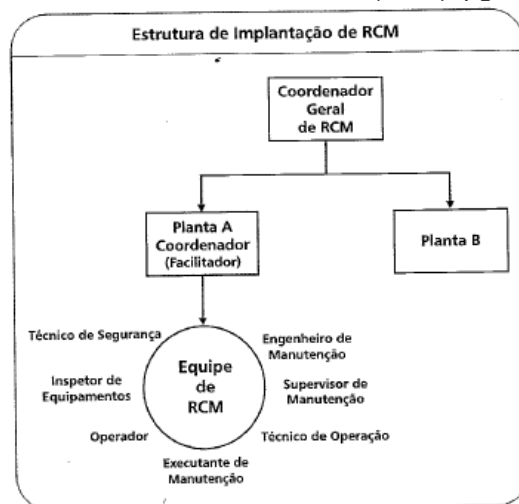 Estrutura de Implantação de RCM
Coordenador
Geral
de RCM
Planta A
Coordenador
(Facilitador)
Planta B
Técnico de Segurança
Engenheiro de
Manutenção
Inspetor de
Equipamentos
Equipe
de
RCM
Supervisor de
Manutenção
Operador
Técnico de Operação
Executante de
Manutenção